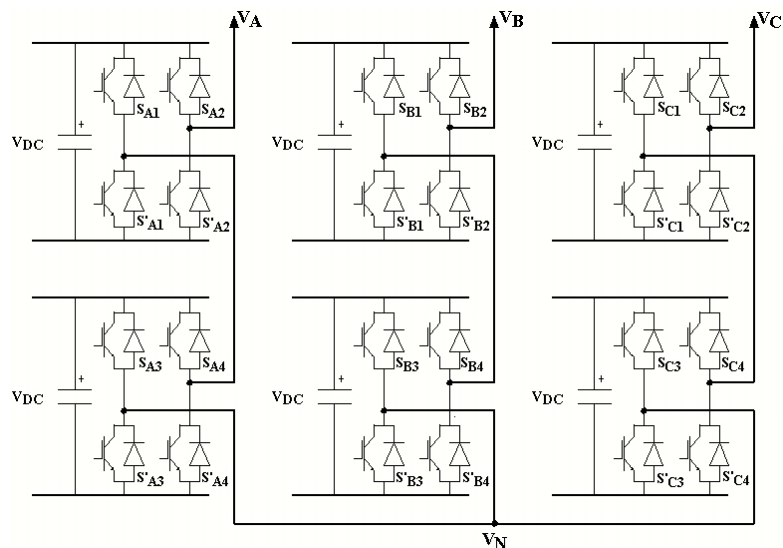 VA VB VC
SA1 SA2 SB1 SB2 SC1 SC2
+ + +
VDC VDC VDC
S'A1 S'A2 S'B1 S'B2 S'C1 S'C2
SA3 SA4 SB3 SB4 SC3 SC4
+ + +
VDC VDC VDC
S'A3 S'A4 S'B3 S'B4 S'C3 S'C4
VN